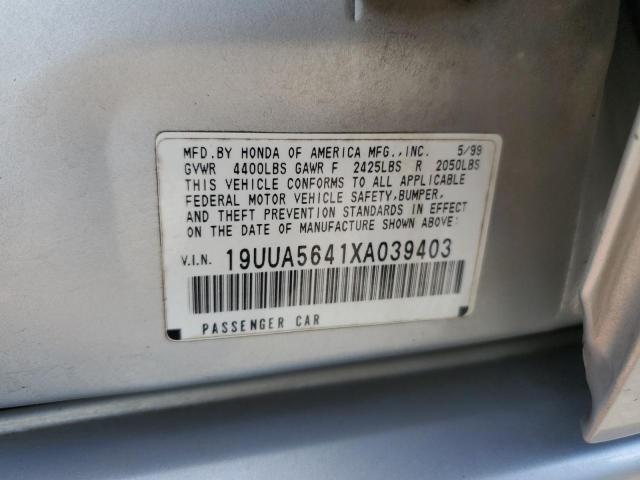 MFD.BY HONDA OF AMERICA MFG.,INC. 5/99
GVWR 4400LBS GAWR F 2425LBS R 2050LBS
THIS VEHICLE CONFORMS TO ALL APPLICABLE
FEDERAL MOTOR VEHICLE SAFETY,BUMPER,
AND THEFT PREVENTION STANDARDS IN EFFECT
ON THE DATE OF MANUFACTURE SHOWN ABOVE:
V.I.N. 19UUA5641XA039403
PASSENGER CAR